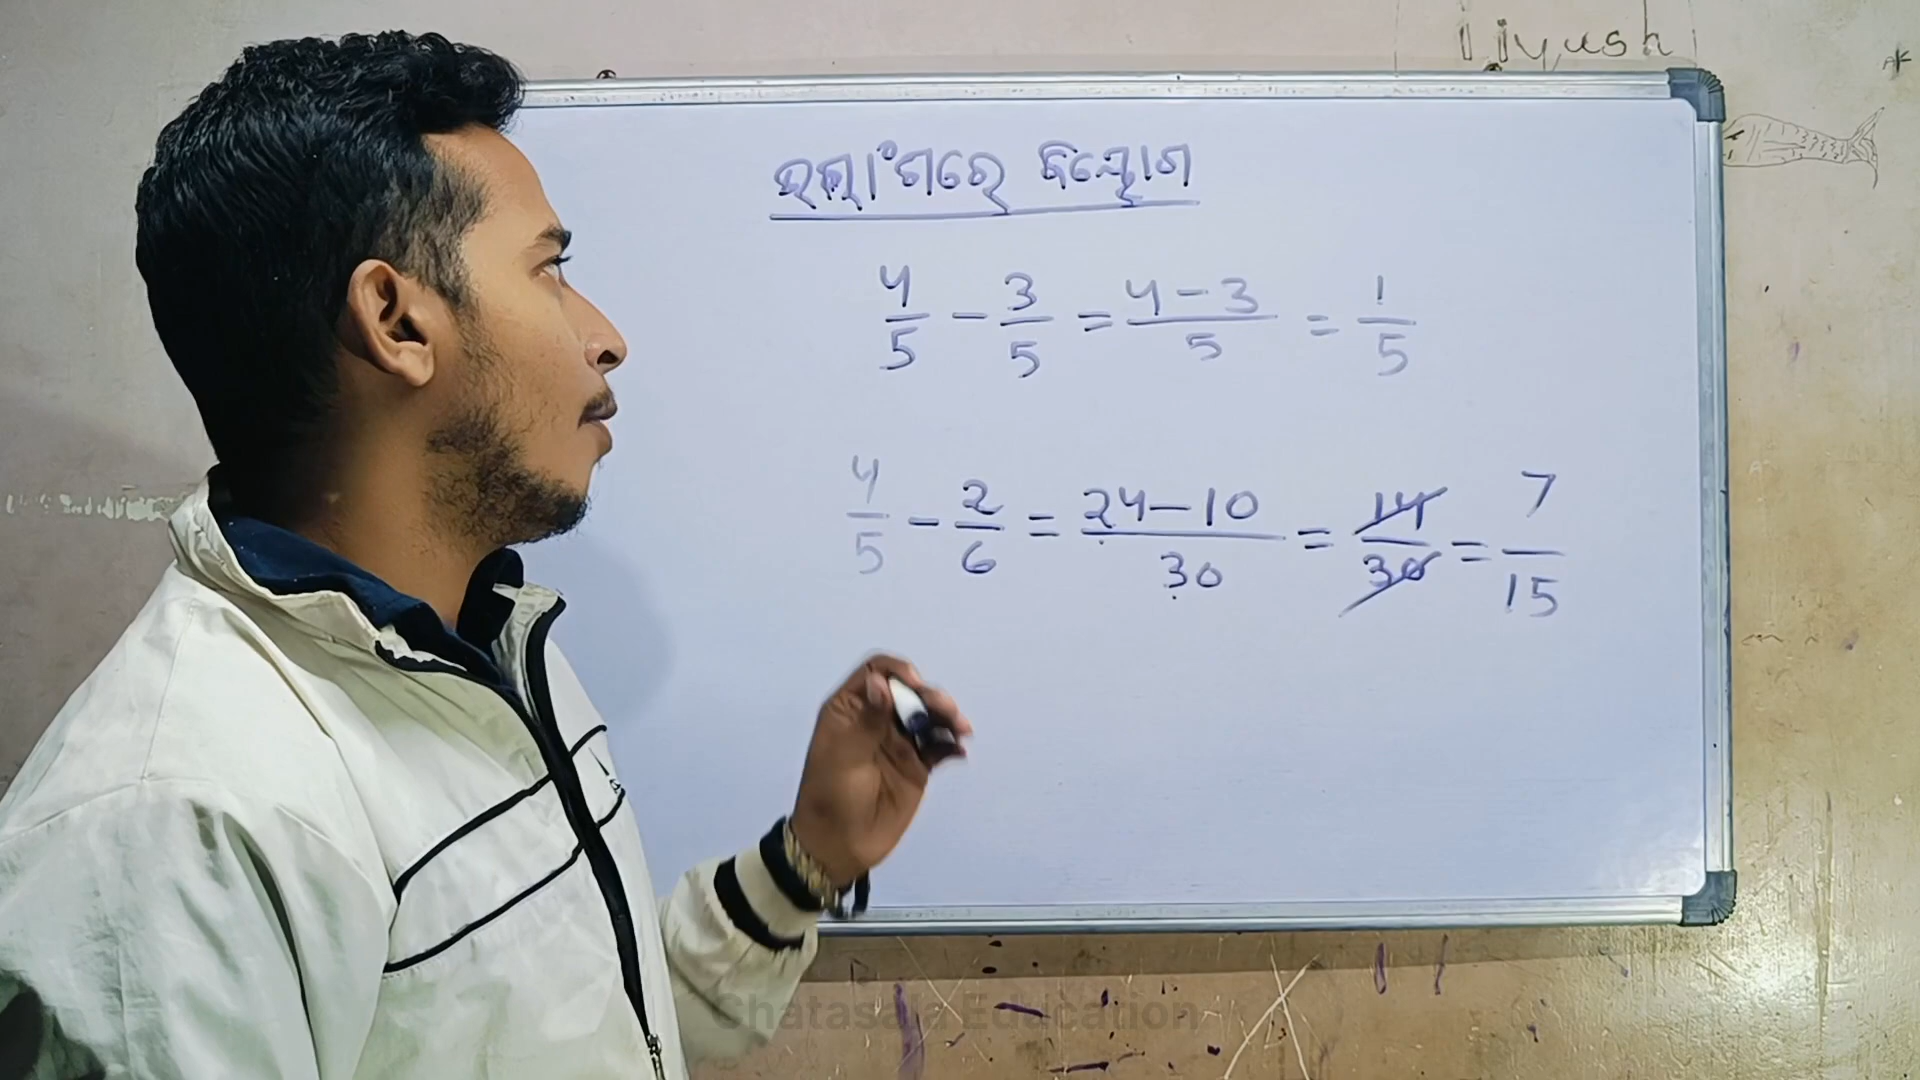 Piyush
ଭଗ୍ନାଂଶରେ ବିୟୋଗ
4/5 - 3/5 = 4-3/5 = 1/5
4/5 - 2/6 = 24-10/30 = 14/30 = 7/15
Chatasala Education